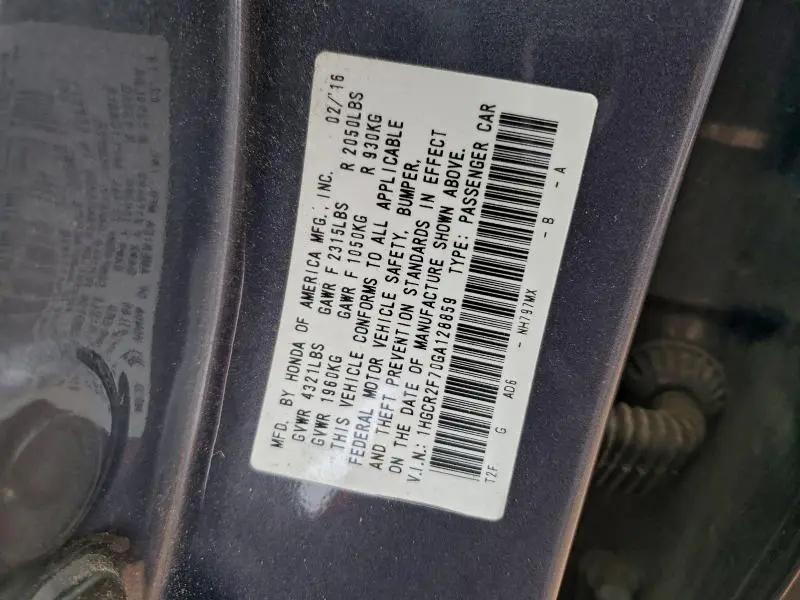 MFD. BY HONDA OF AMERICA MFG., INC. 02/'16
GVWR 4321LBS GAWR F 2315LBS R 2050LBS
GVWR 1960KG GAWR F 1050KG R 930KG
THIS VEHICLE CONFORMS TO ALL APPLICABLE
FEDERAL MOTOR VEHICLE SAFETY, BUMPER,
AND THEFT PREVENTION STANDARDS IN EFFECT
ON THE DATE OF MANUFACTURE SHOWN ABOVE.
V.I.N.: 1HGCR2F70GA128859 TYPE: PASSENGER CAR
T2F G AD6 - NH797MX - B - A